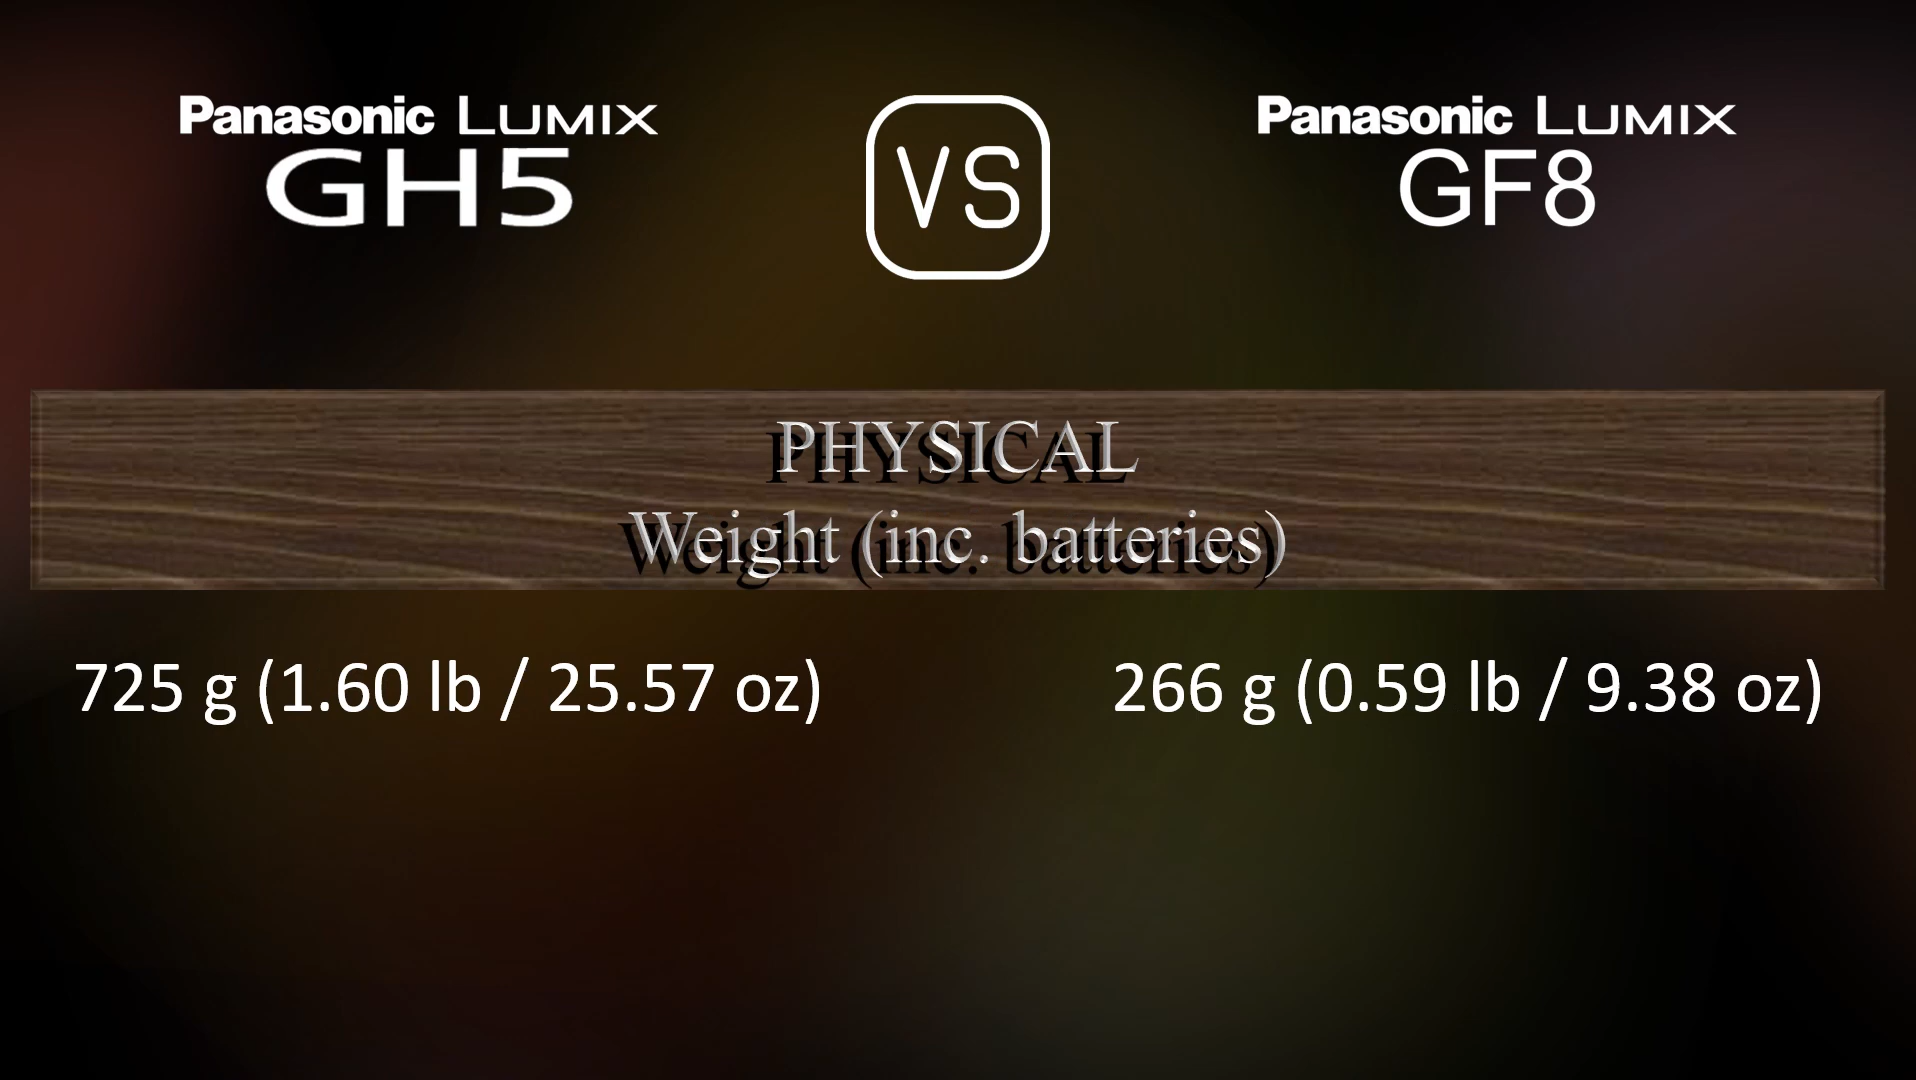 Panasonic LUMIX
GH5
VS
Panasonic LUMIX
GF8
PHYSICAL
Weight (inc. batteries)
725 g (1.60 lb / 25.57 oz)
266 g (0.59 lb / 9.38 oz)